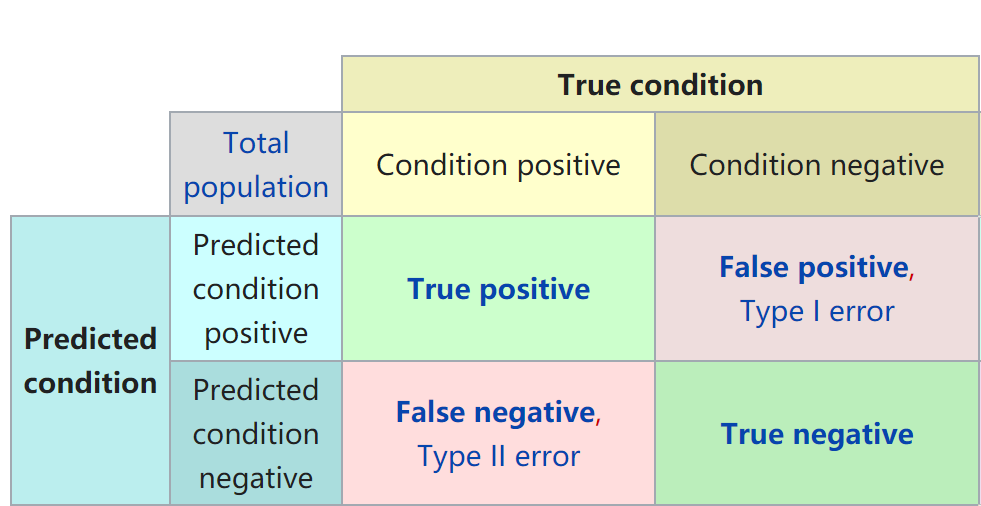 True condition
Total
population
Condition positive
Condition negative
Predicted
condition
Predicted
condition
positive
True positive
False positive,
Type I error
Predicted
condition
negative
False negative,
Type II error
True negative